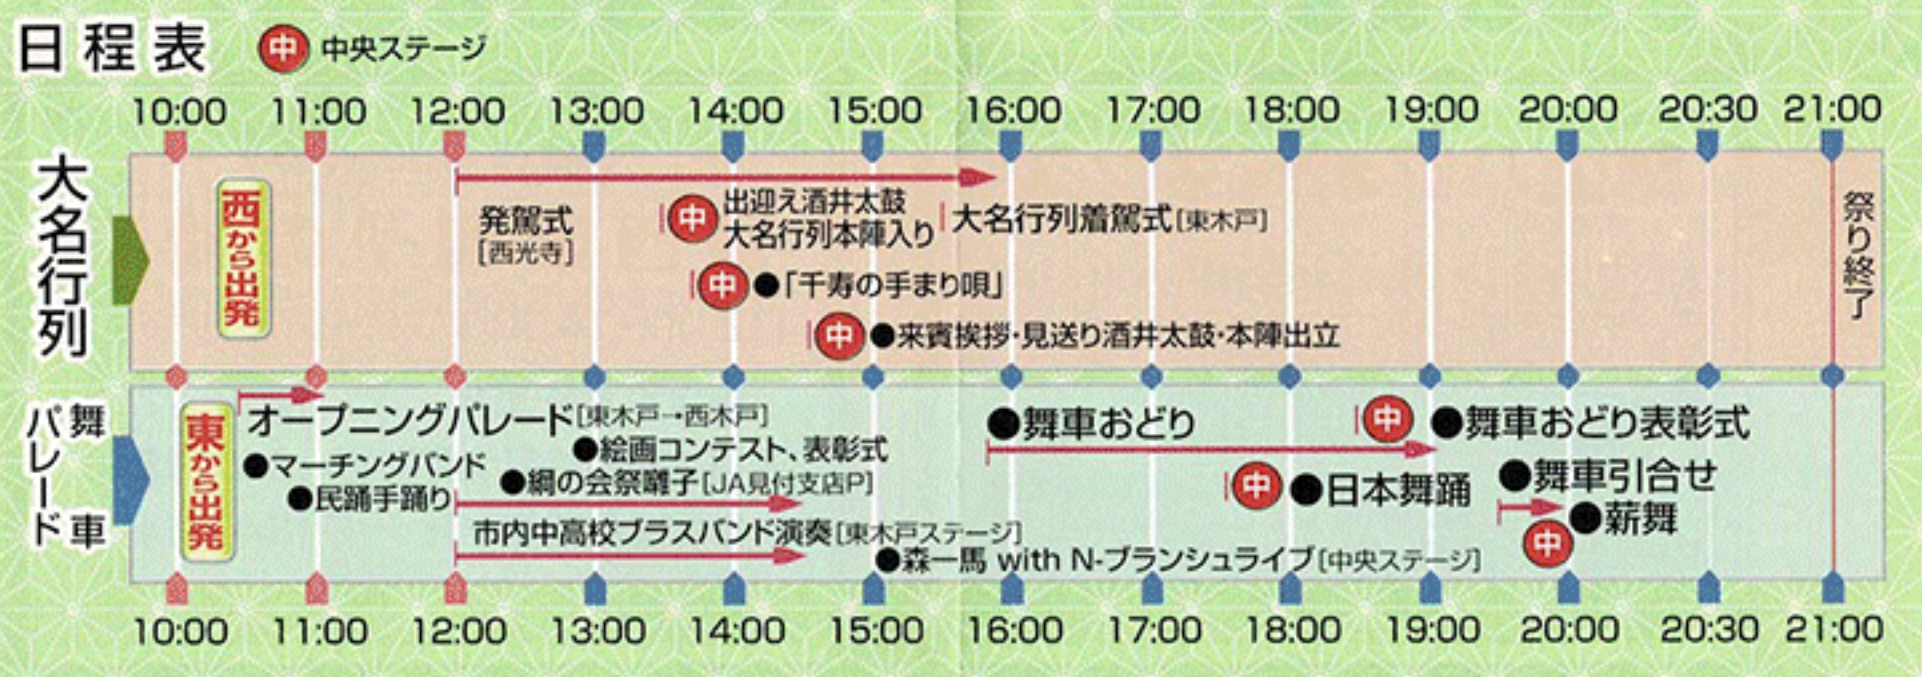 日程表 中 中央ステージ
10:00 11:00 12:00 13:00 14:00 15:00 16:00 17:00 18:00 19:00 20:00 20:30 21:00
大名行列
西から出発
発駕式
[西光寺]
中 出迎え酒井太鼓
大名行列本陣入り
大名行列着駕式[東木戸]
中 ●「千寿の手まり唄」
中 ●来賓挨拶・見送り酒井太鼓・本陣出立
祭り終了
舞車
パレード
東から出発
オープニングパレード[東木戸→西木戸]
●マーチングバンド
●民踊手踊り
●絵画コンテスト、表彰式
●綱の会祭囃子[JA見付支店P]
市内中高校ブラスバンド演奏[東木戸ステージ]
●森一馬 with N-ブランシュライブ[中央ステージ]
●舞車おどり
中 ●日本舞踊
中 ●舞車おどり表彰式
●舞車引合せ
中 ●薪舞
10:00 11:00 12:00 13:00 14:00 15:00 16:00 17:00 18:00 19:00 20:00 20:30 21:00